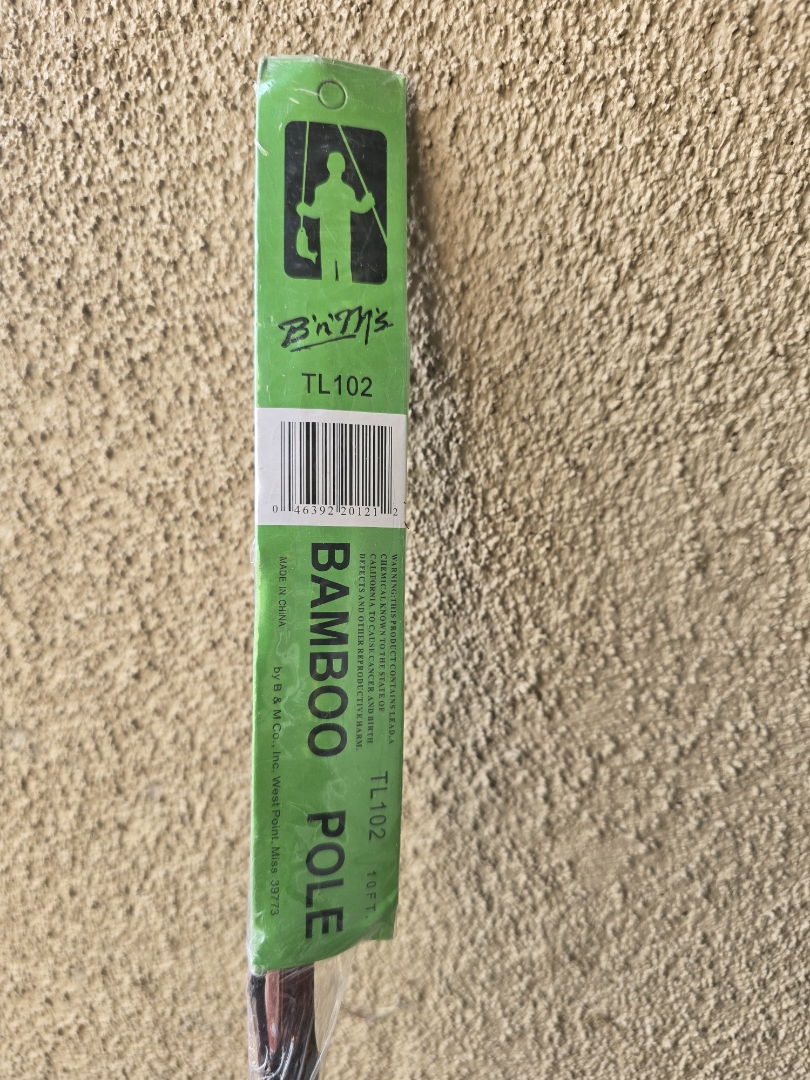 B'n'M's
TL102
0 46392 20121 2
WARNING:THIS PRODUCT CONTAINS LEAD.A
CHEMICAL KNOWN TO THE STATE OF
CALIFORNIA TO CAUSE CANCER AND BIRTH
DEFECTS AND OTHER REPRODUCTIVE HARM.
TL102 10FT.
BAMBOO POLE
MADE IN CHINA
by B & M Co., Inc. West Point, Miss 39773